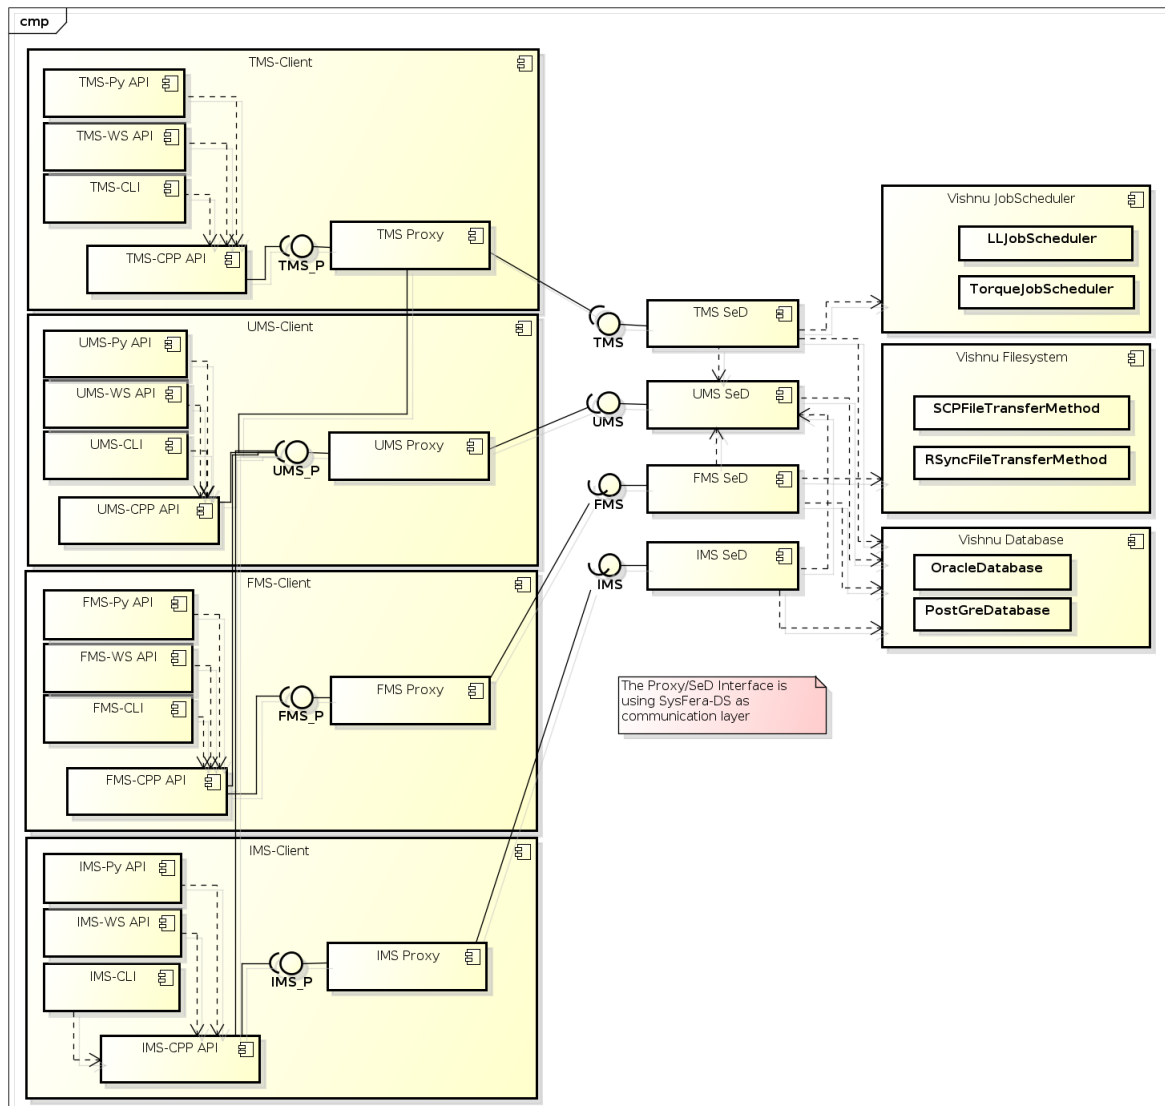 cmp
TMS-Client
TMS-Py API
TMS-WS API
TMS-CLI
TMS-CPP API
TMS_P
TMS Proxy
UMS-Client
UMS-Py API
UMS-WS API
UMS-CLI
UMS-CPP API
UMS_P
UMS Proxy
FMS-Client
FMS-Py API
FMS-WS API
FMS-CLI
FMS-CPP API
FMS_P
FMS Proxy
IMS-Client
IMS-Py API
IMS-WS API
IMS-CLI
IMS-CPP API
IMS_P
IMS Proxy
TMS
TMS SeD
UMS
UMS SeD
FMS
FMS SeD
IMS
IMS SeD
Vishnu JobScheduler
LLJobScheduler
TorqueJobScheduler
Vishnu Filesystem
SCPFileTransferMethod
RSyncFileTransferMethod
Vishnu Database
OracleDatabase
PostGreDatabase
The Proxy/SeD Interface is
using SysFera-DS as
communication layer